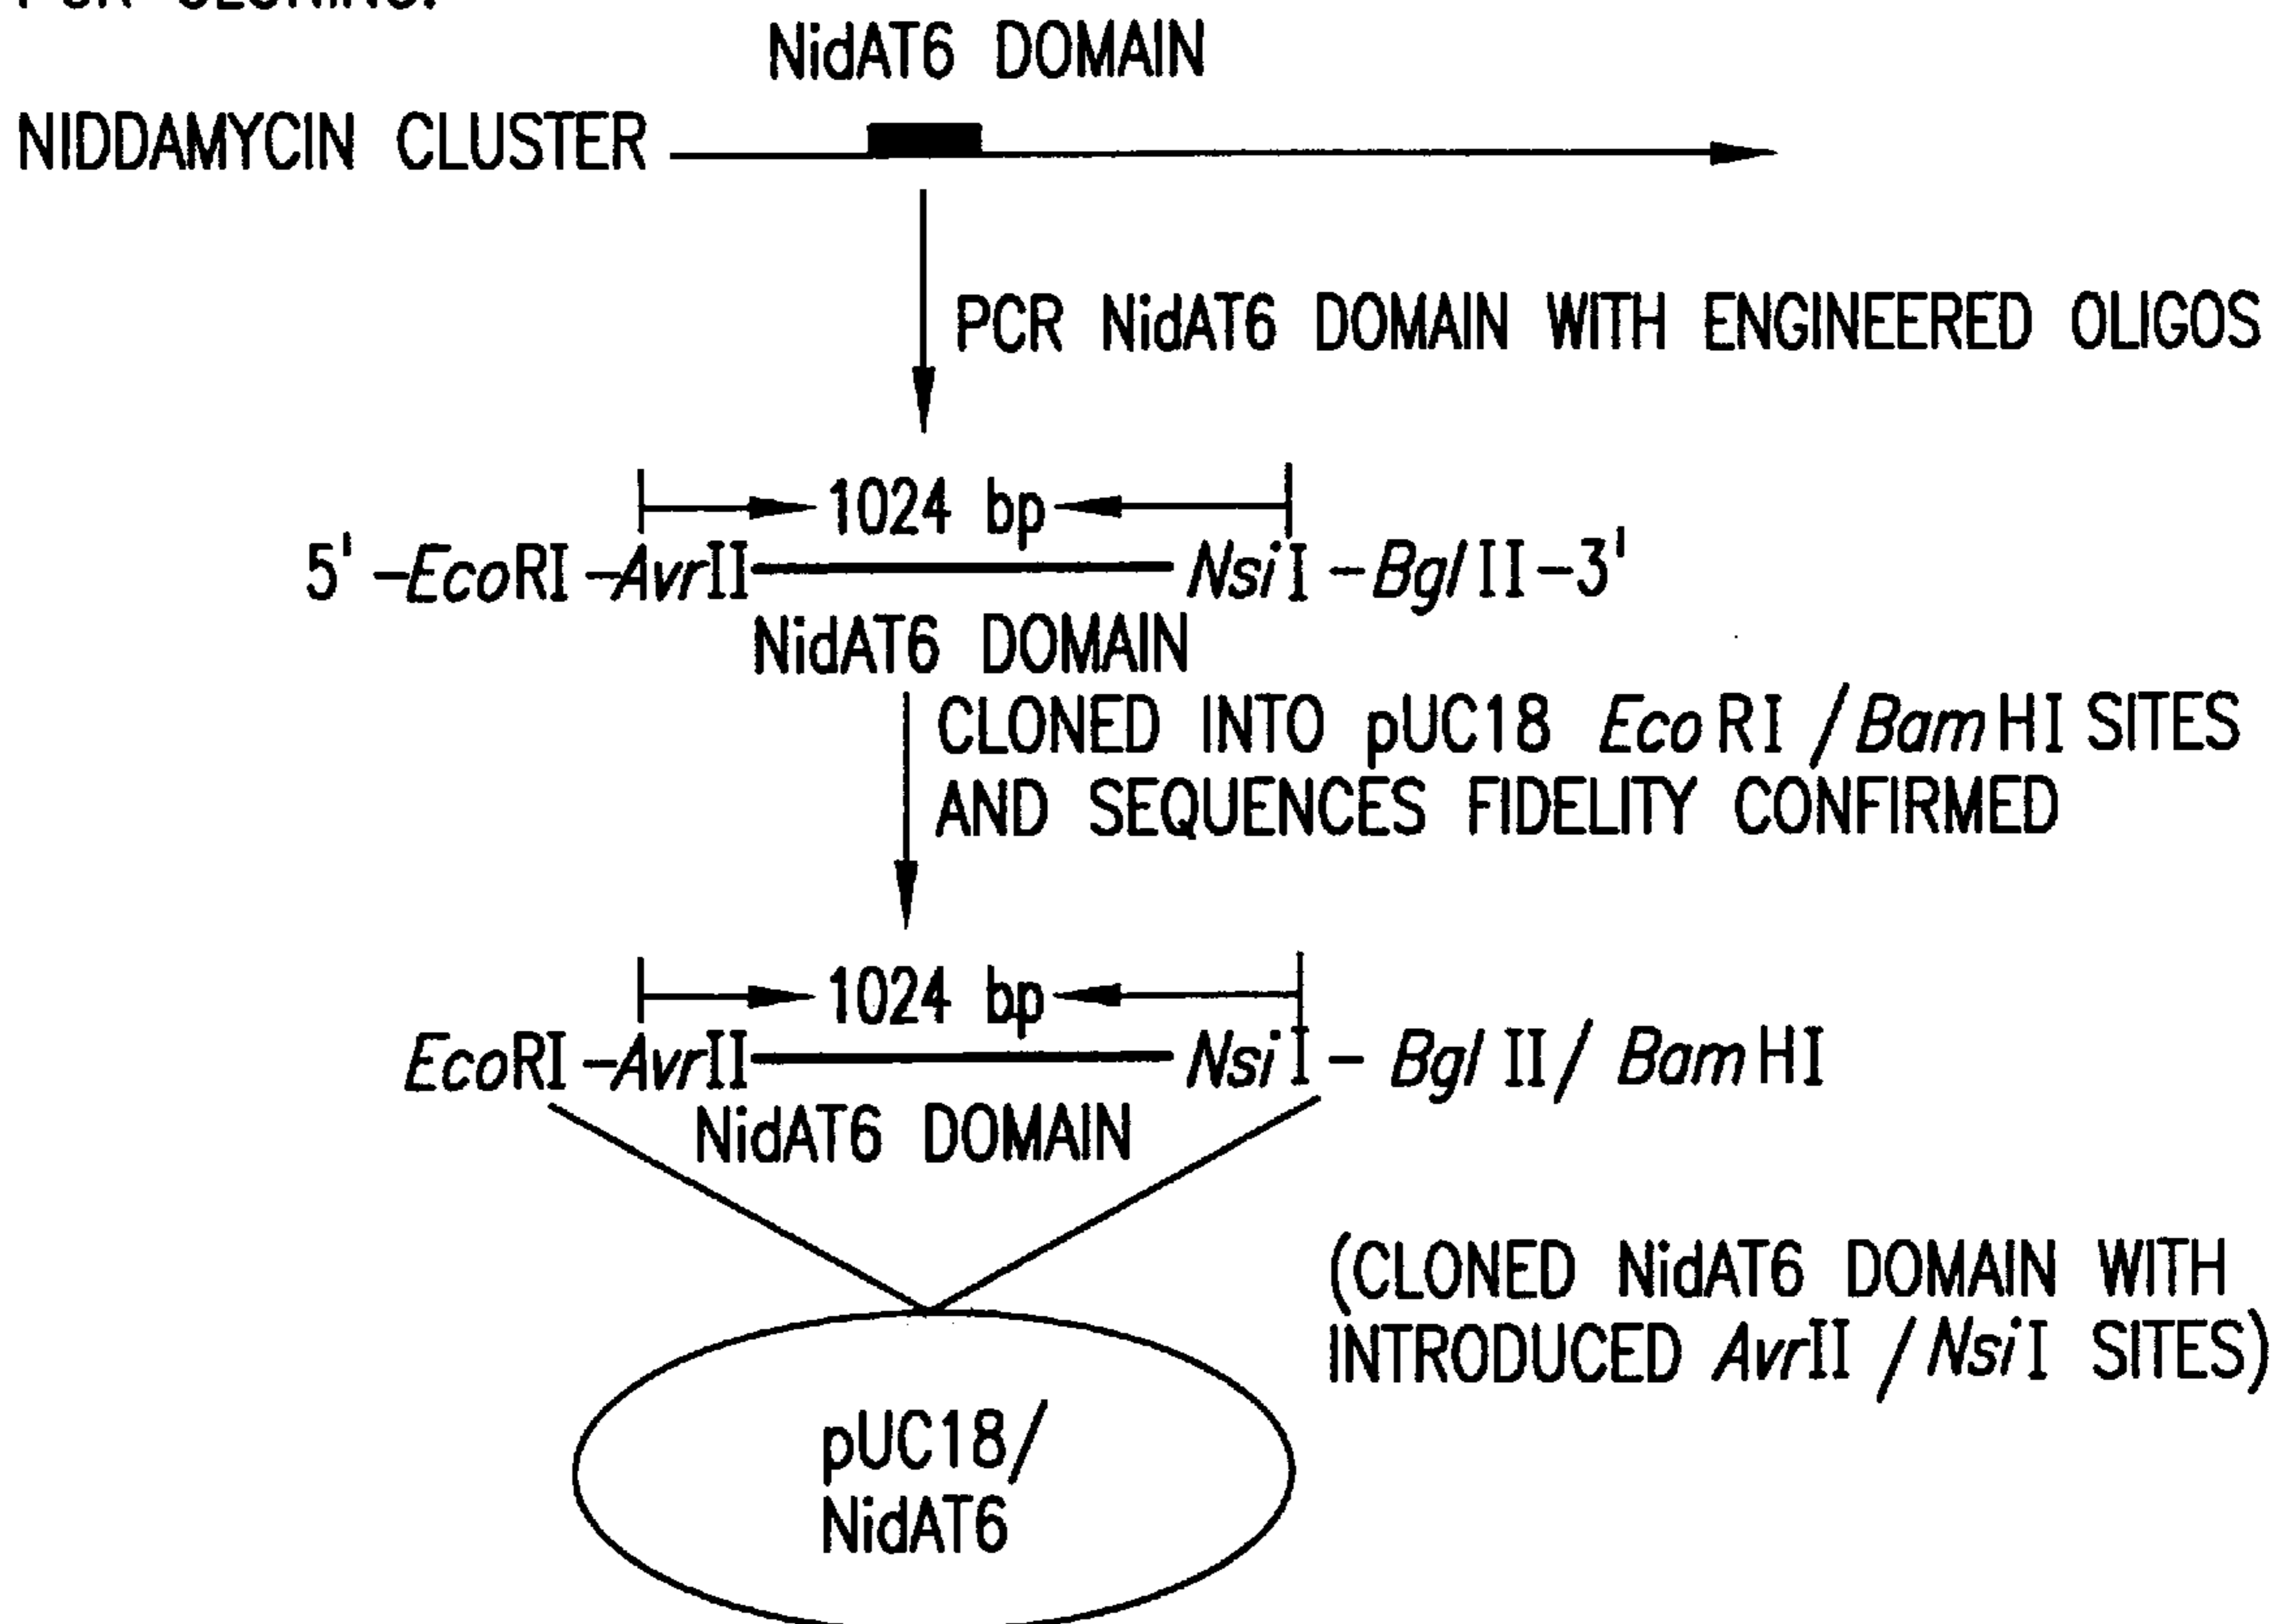 NidAT6 DOMAIN
NIDDAMYCIN CLUSTER
PCR NidAT6 DOMAIN WITH ENGINEERED OLIGOS
1024 bp
5' -EcoRI -AvrII NsiI -BglII-3'
NidAT6 DOMAIN
CLONED INTO pUC18 EcoRI /BamHI SITES
AND SEQUENCES FIDELITY CONFIRMED
1024 bp
EcoRI -AvrII NsiI - BglII/ BamHI
NidAT6 DOMAIN
(CLONED NidAT6 DOMAIN WITH
INTRODUCED AvrII /NsiI SITES)
pUC18/
NidAT6